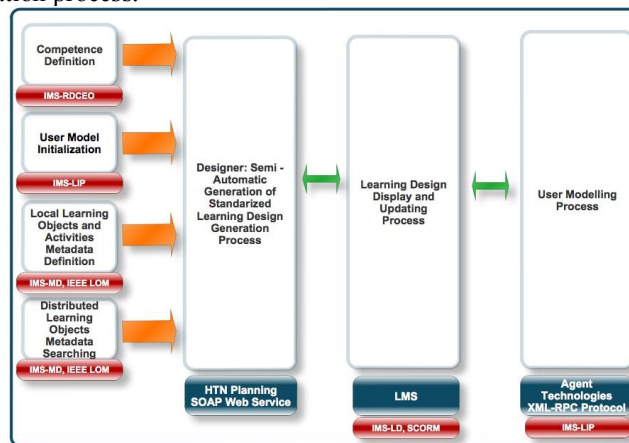 ation process.
Competence
Definition
IMS-RDCEO
User Model
Initialization
IMS-LIP
Local Learning
Objects and
Activities
Metadata
Definition
IMS-MD, IEEE LOM
Distributed
Learning
Objects
Metadata
Searching
IMS-MD, IEEE LOM
Designer: Semi -
Automatic
Generation of
Standarized
Learning Design
Generation
Process
HTN Planning
SOAP Web Service
Learning Design
Display and
Updating
Process
LMS
IMS-LD, SCORM
User Modelling
Process
Agent
Technologies
XML-RPC Protocol
IMS-LIP